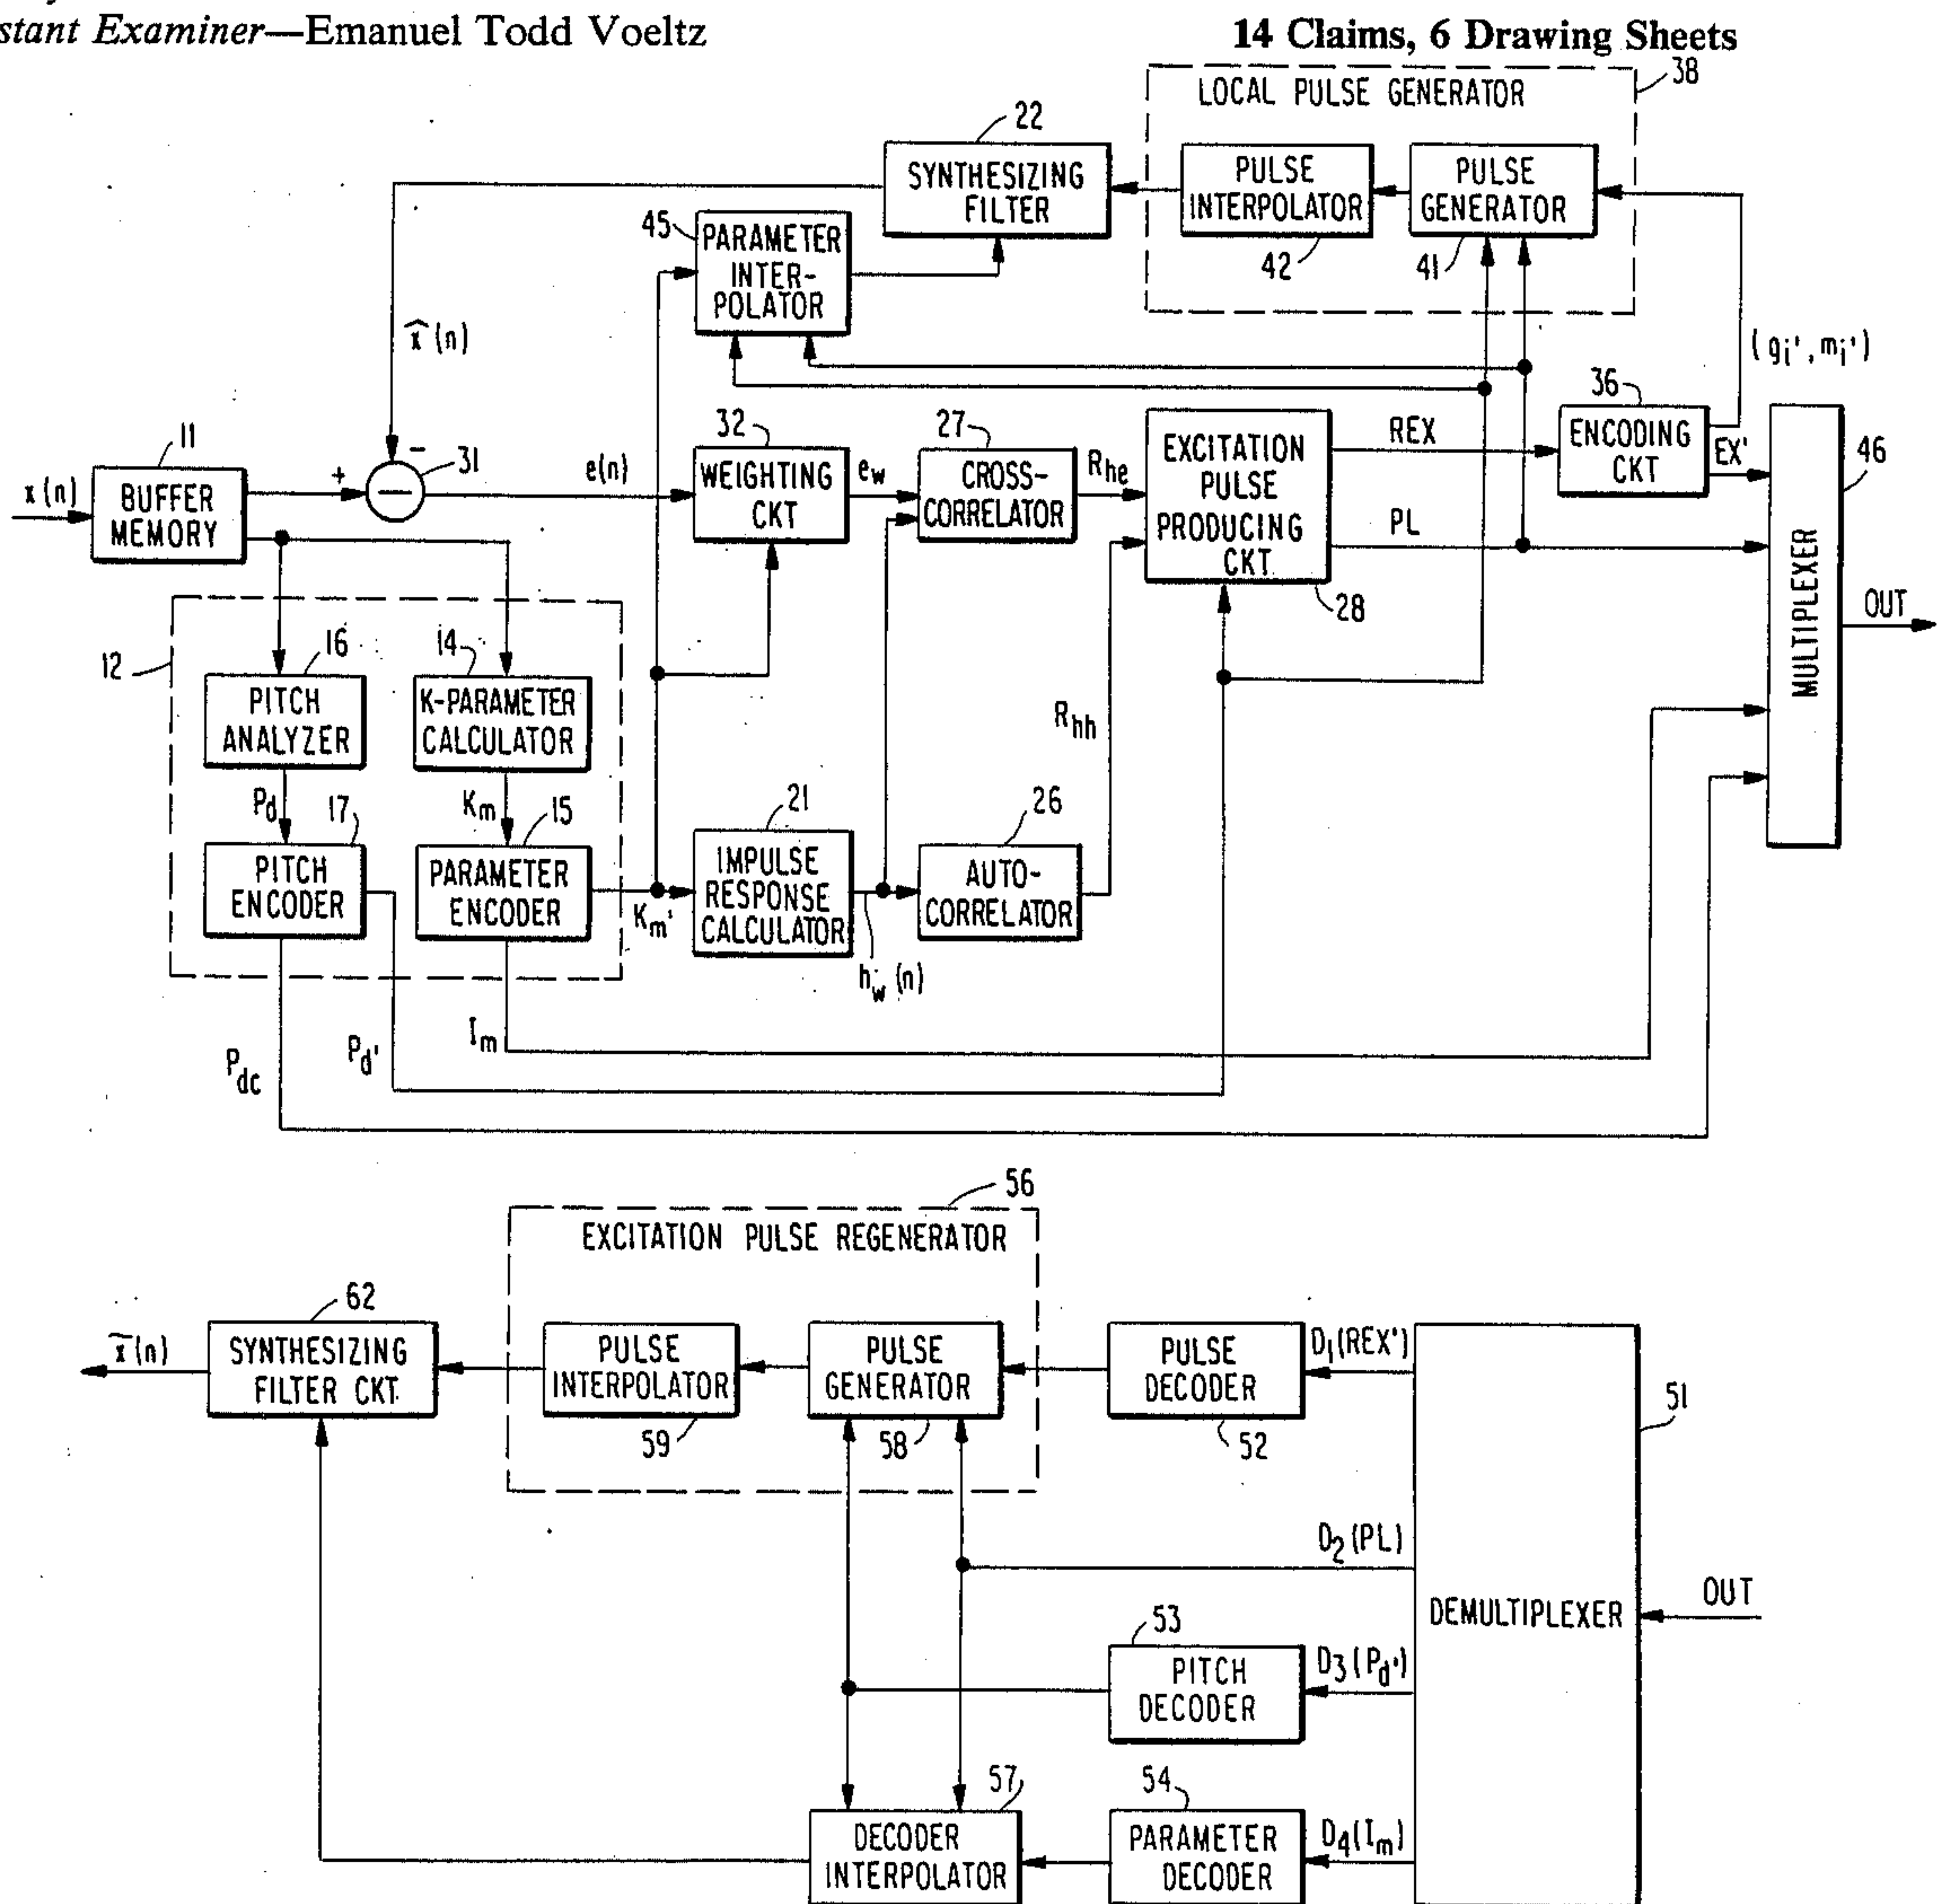 stant Examiner—Emanuel Todd Voeltz
14 Claims, 6 Drawing Sheets
38
LOCAL PULSE GENERATOR
22
SYNTHESIZING
FILTER
PULSE
INTERPOLATOR
PULSE
GENERATOR
42
41
45
PARAMETER
INTER-
POLATOR
x̂(n)
(gi', mi')
36
ENCODING
CKT
EX'
46
11
BUFFER
MEMORY
x(n)
+
−
31
e(n)
32
WEIGHTING
CKT
ew
27
CROSS-
CORRELATOR
Rhe
EXCITATION
PULSE
PRODUCING
CKT
28
REX
PL
MULTIPLEXER
OUT
12
16
PITCH
ANALYZER
14
K-PARAMETER
CALCULATOR
Rhh
Pd
17
PITCH
ENCODER
Km
15
PARAMETER
ENCODER
Km'
21
IMPULSE
RESPONSE
CALCULATOR
hw(n)
26
AUTO-
CORRELATOR
Pdc
Pd'
Im
56
EXCITATION PULSE REGENERATOR
62
SYNTHESIZING
FILTER CKT.
x̃(n)
PULSE
INTERPOLATOR
59
PULSE
GENERATOR
58
PULSE
DECODER
52
D1(REX')
51
D2(PL)
DEMULTIPLEXER
OUT
53
PITCH
DECODER
D3(Pd')
57
DECODER
INTERPOLATOR
54
PARAMETER
DECODER
D4(Im)